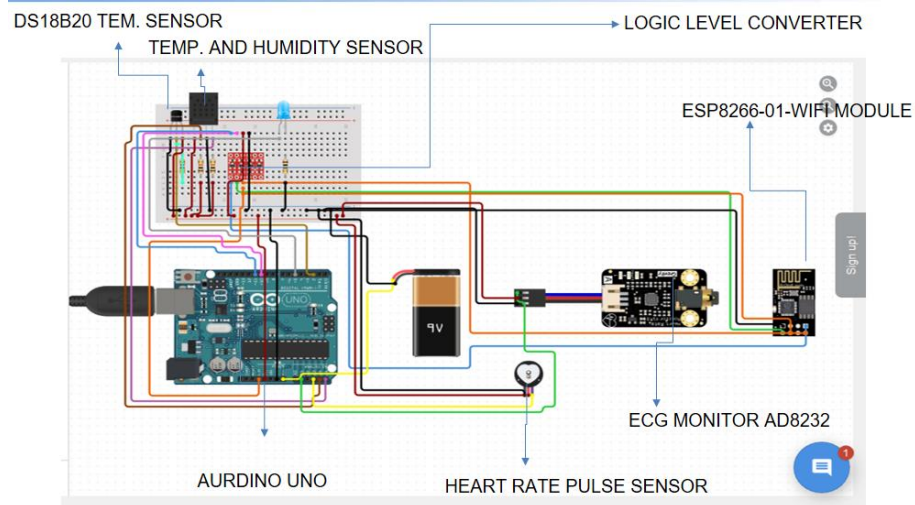 DS18B20 TEM. SENSOR
LOGIC LEVEL CONVERTER
TEMP. AND HUMIDITY SENSOR
ESP8266-01-WIFI MODULE
Sign up!
UNO
9V
ECG MONITOR AD8232
AURDINO UNO
HEART RATE PULSE SENSOR
1